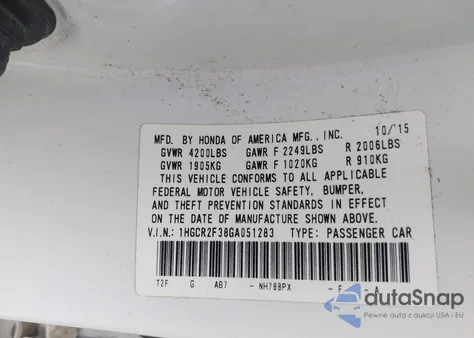 MFD. BY HONDA OF AMERICA MFG., INC. 10/'15
GVWR 4200LBS GAWR F 2249LBS R 2006LBS
GVWR 1905KG GAWR F 1020KG R 910KG
THIS VEHICLE CONFORMS TO ALL APPLICABLE
FEDERAL MOTOR VEHICLE SAFETY, BUMPER,
AND THEFT PREVENTION STANDARDS IN EFFECT
ON THE DATE OF MANUFACTURE SHOWN ABOVE.
V.I.N.: 1HGCR2F38GA051283 TYPE: PASSENGER CAR
T2F G AB7 - NH788PX - F - A
dutaSnap
Pewne auta z aukcji USA i EU